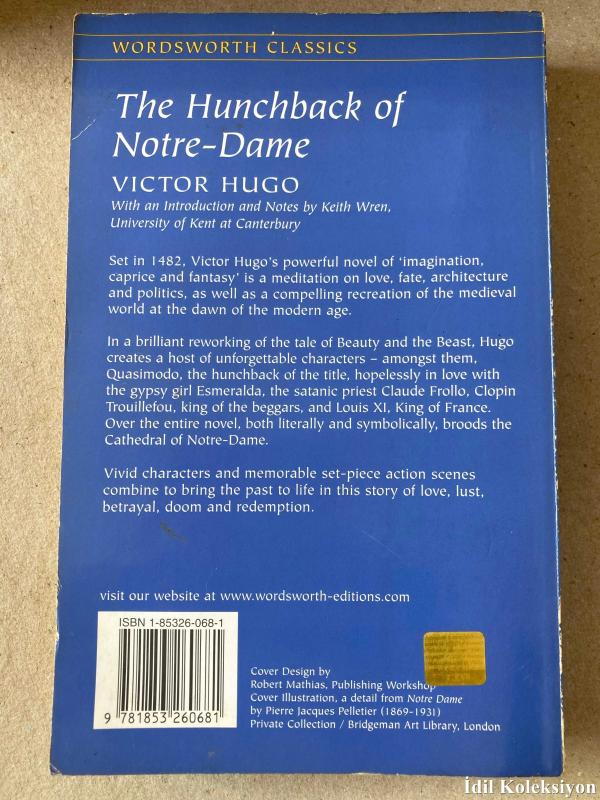 WORDSWORTH CLASSICS
The Hunchback of
Notre-Dame
VICTOR HUGO
With an Introduction and Notes by Keith Wren,
University of Kent at Canterbury
Set in 1482, Victor Hugo's powerful novel of 'imagination,
caprice and fantasy' is a meditation on love, fate, architecture
and politics, as well as a compelling recreation of the medieval
world at the dawn of the modern age.
In a brilliant reworking of the tale of Beauty and the Beast, Hugo
creates a host of unforgettable characters – amongst them,
Quasimodo, the hunchback of the title, hopelessly in love with
the gypsy girl Esmeralda, the satanic priest Claude Frollo, Clopin
Trouillefou, king of the beggars, and Louis XI, King of France.
Over the entire novel, both literally and symbolically, broods the
Cathedral of Notre-Dame.
Vivid characters and memorable set-piece action scenes
combine to bring the past to life in this story of love, lust,
betrayal, doom and redemption.
visit our website at www.wordsworth-editions.com
ISBN 1-85326-068-1
9 781853 260681
Cover Design by
Robert Mathias, Publishing Workshop
Cover Illustration, a detail from Notre Dame
by Pierre Jacques Pelletier (1869-1931)
Private Collection / Bridgeman Art Library, London
İdil Koleksiyon